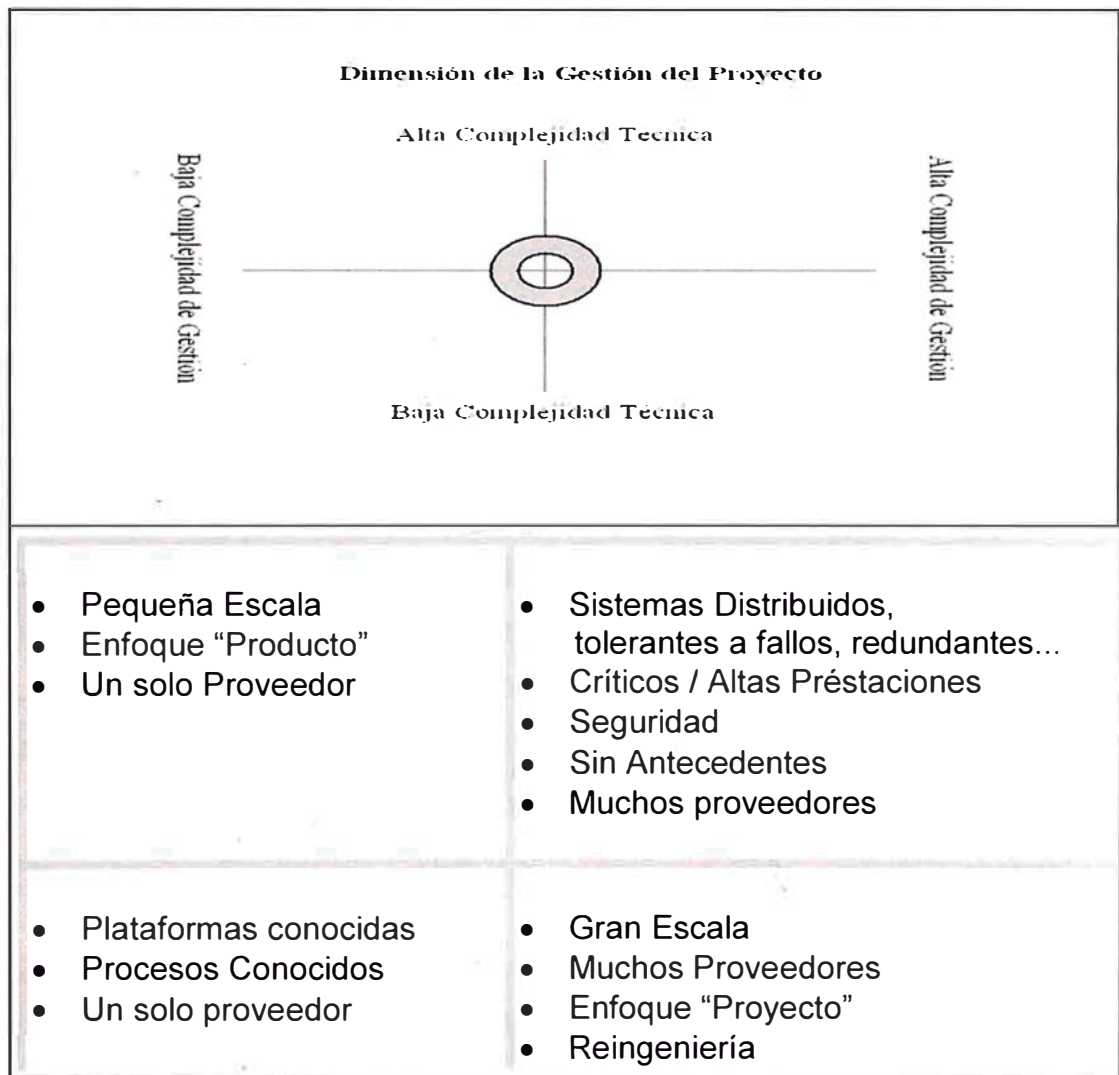 Dimensión de la Gestión del Proyecto
Alta Complejidad Técnica
Baja Complejidad de Gestión
Alta Complejidad de Gestión
Baja Complejidad Técnica
• Pequeña Escala
• Enfoque “Producto”
• Un solo Proveedor
• Sistemas Distribuidos,
tolerantes a fallos, redundantes...
• Críticos / Altas Préstaciones
• Seguridad
• Sin Antecedentes
• Muchos proveedores
• Plataformas conocidas
• Procesos Conocidos
• Un solo proveedor
• Gran Escala
• Muchos Proveedores
• Enfoque “Proyecto”
• Reingeniería